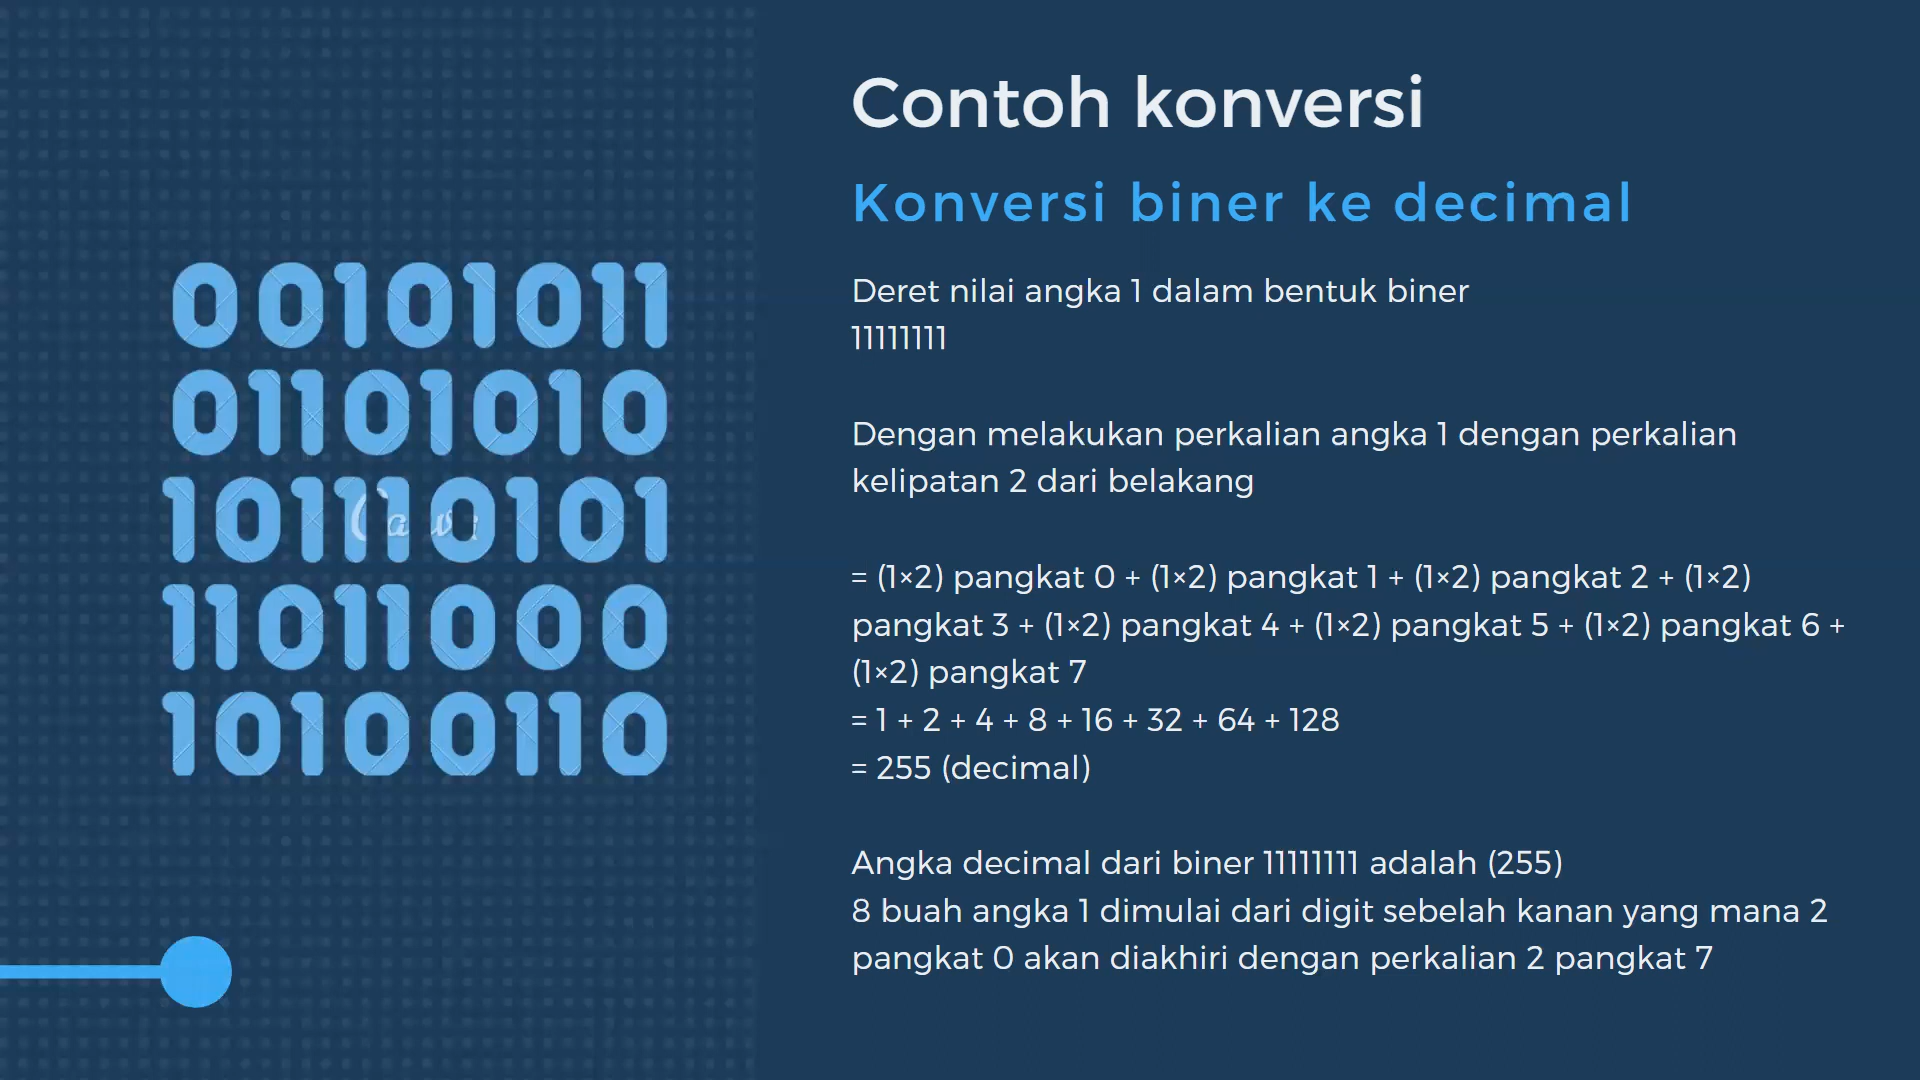 Contoh konversi
Konversi biner ke decimal
Deret nilai angka 1 dalam bentuk biner
11111111
Dengan melakukan perkalian angka 1 dengan perkalian
kelipatan 2 dari belakang
= (1×2) pangkat 0 + (1×2) pangkat 1 + (1×2) pangkat 2 + (1×2)
pangkat 3 + (1×2) pangkat 4 + (1×2) pangkat 5 + (1×2) pangkat 6 +
(1×2) pangkat 7
= 1 + 2 + 4 + 8 + 16 + 32 + 64 + 128
= 255 (decimal)
Angka decimal dari biner 11111111 adalah (255)
8 buah angka 1 dimulai dari digit sebelah kanan yang mana 2
pangkat 0 akan diakhiri dengan perkalian 2 pangkat 7
00101011
01101010
101110101
11011000
10100110
Canva